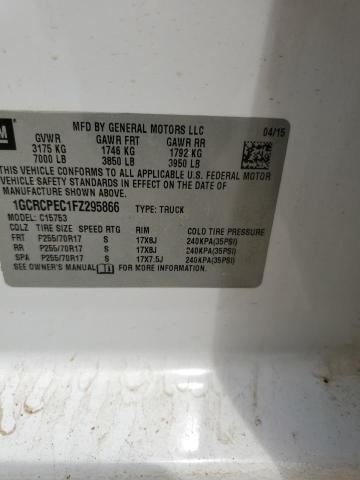 GM
MFD BY GENERAL MOTORS LLC 04/15
GVWR GAWR FRT GAWR RR
3175 KG 1746 KG 1792 KG
7000 LB 3850 LB 3950 LB
THIS VEHICLE CONFORMS TO ALL APPLICABLE U.S. FEDERAL MOTOR
VEHICLE SAFETY STANDARDS IN EFFECT ON THE DATE OF
MANUFACTURE SHOWN ABOVE.
1GCRCPEC1FZ295866 TYPE: TRUCK
MODEL: C15753
COLZ TIRE SIZE SPEED RTG RIM COLD TIRE PRESSURE
FRT P255/70R17 S 17X8J 240KPA(35PSI)
RR P255/70R17 S 17X8J 240KPA(35PSI)
SPA P255/70R17 S 17X7.5J 240KPA(35PSI)
SEE OWNER'S MANUAL FOR MORE INFORMATION.